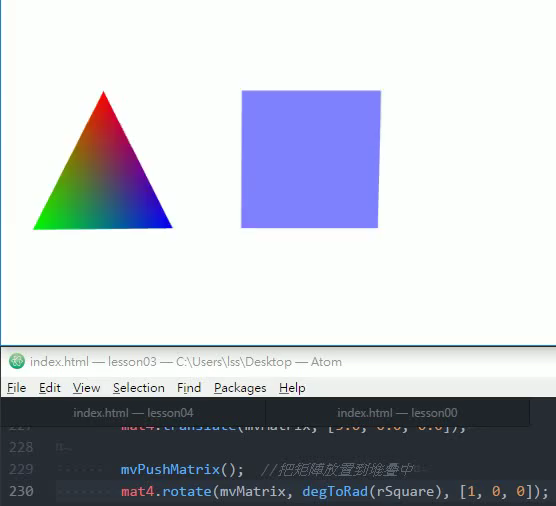 index.html — lesson03 — C:\Users\lss\Desktop — Atom
File Edit View Selection Find Packages Help
index.html — lesson04 index.html — lesson00
227 mat4.translate(mvMatrix, [3.0, 0.0, 0.0]);
228
229 mvPushMatrix(); //把矩陣放置到堆疊中
230 mat4.rotate(mvMatrix, degToRad(rSquare), [1, 0, 0]);